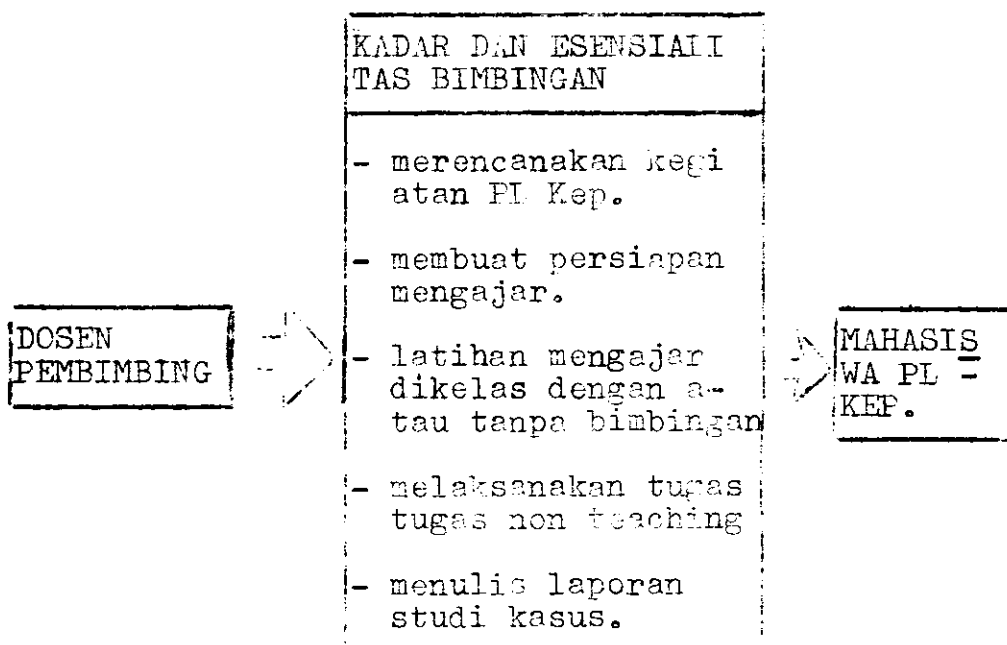 KADAR DAN ESENSIALI
TAS BIMBINGAN
- merencanakan kegi
atan PL Kep.
- membuat persiapan
mengajar.
DOSEN
PEMBIMBING
- latihan mengajar
dikelas dengan a-
tau tanpa bimbingan
MAHASIS
WA PL -
KEP.
- melaksanakan tugas
tugas non teaching
- menulis laporan
studi kasus.